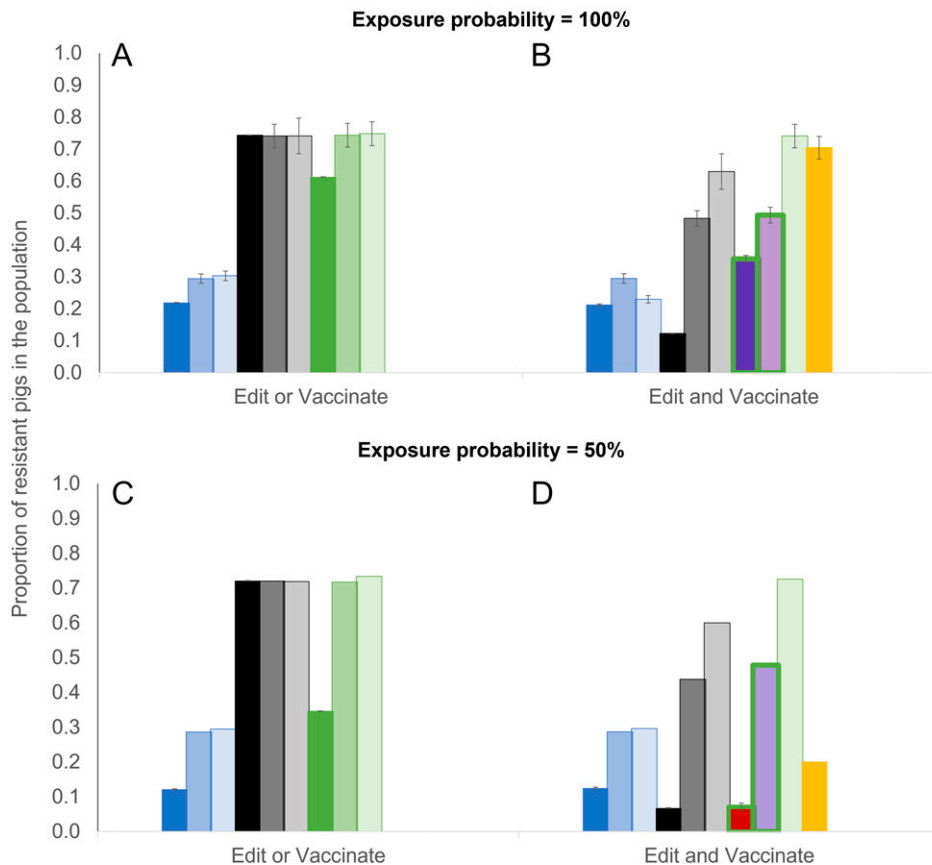 Exposure probability = 100%
A
B
1.0
0.9
0.8
0.7
0.6
0.5
0.4
0.3
0.2
0.1
0.0
Edit or Vaccinate
Edit and Vaccinate
Proportion of resistant pigs in the population
Exposure probability = 50%
C
D
1.0
0.9
0.8
0.7
0.6
0.5
0.4
0.3
0.2
0.1
0.0
Edit or Vaccinate
Edit and Vaccinate